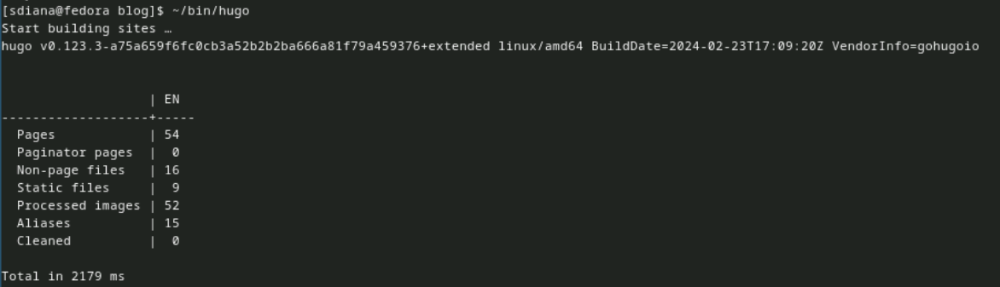 [sdiana@fedora blog]$ ~/bin/hugo
Start building sites …
hugo v0.123.3-a75a659f6fc0cb3a52b2b2ba666a81f79a459376+extended linux/amd64 BuildDate=2024-02-23T17:09:20Z VendorInfo=gohugoio
                   | EN
-------------------+-----
  Pages            | 54
  Paginator pages  |  0
  Non-page files   | 16
  Static files     |  9
  Processed images | 52
  Aliases          | 15
  Cleaned          |  0
Total in 2179 ms